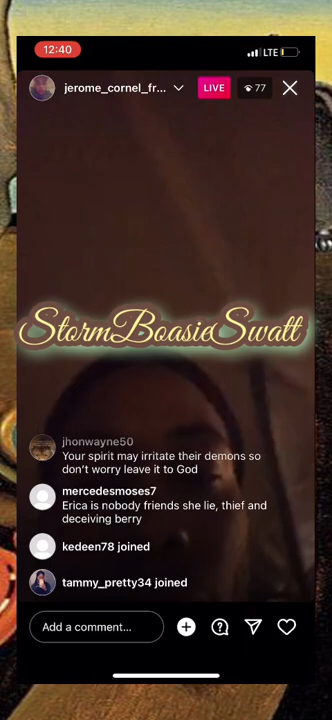 12:40
LTE
jerome_cornel_fr...
LIVE
77
StormBoasieSwatt
jhonwayne50
Your spirit may irritate their demons so
don't worry leave it to God
mercedesmoses7
Erica is nobody friends she lie, thief and
deceiving berry
kedeen78 joined
tammy_pretty34 joined
Add a comment...